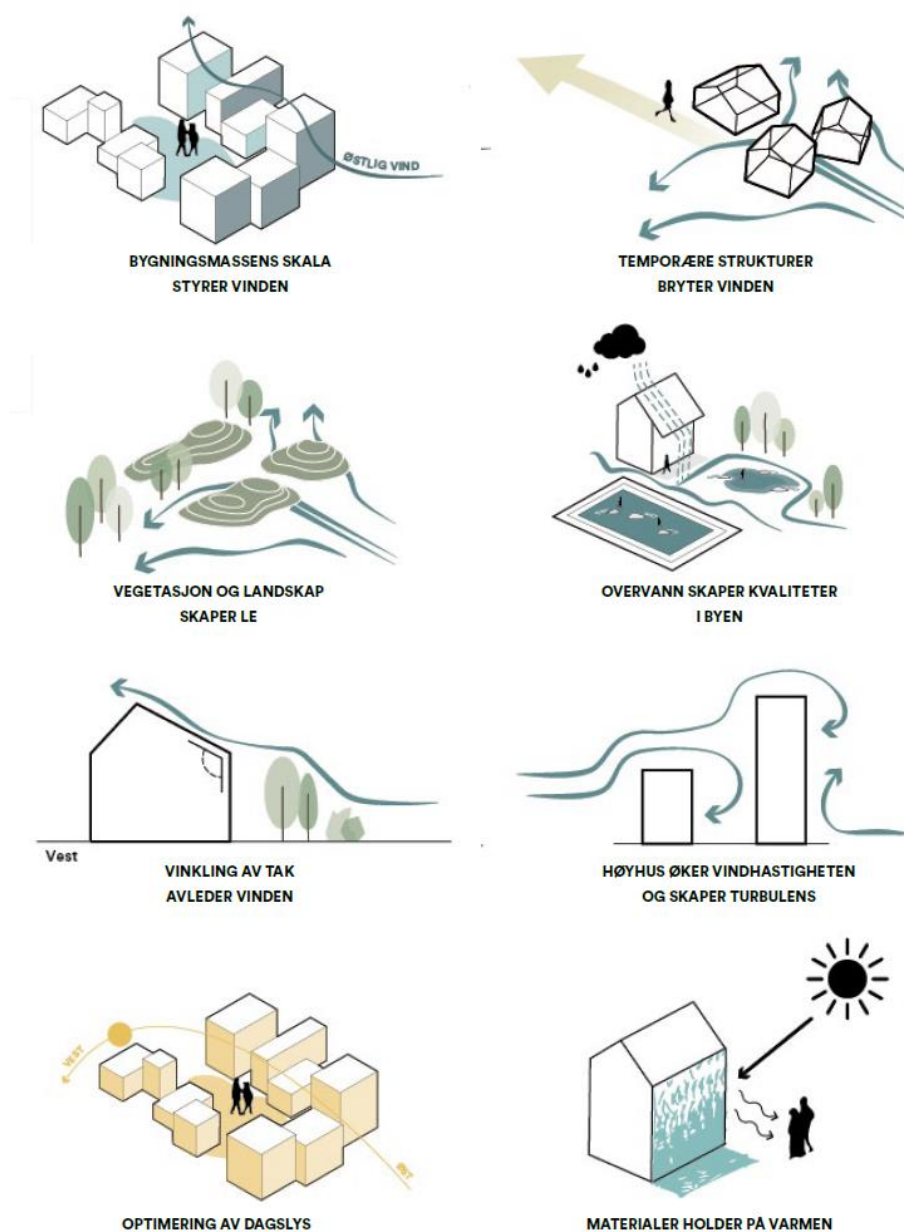 ØSTLIG VIND
BYGNINGSMASSENS SKALA
STYRER VINDEN
TEMPORÆRE STRUKTURER
BRYTER VINDEN
VEGETASJON OG LANDSKAP
SKAPER LE
OVERVANN SKAPER KVALITETER
I BYEN
Vest
VINKLING AV TAK
AVLEDER VINDEN
HØYHUS ØKER VINDHASTIGHETEN
OG SKAPER TURBULENS
VEST
ØST
OPTIMERING AV DAGSLYS
MATERIALER HOLDER PÅ VARMEN